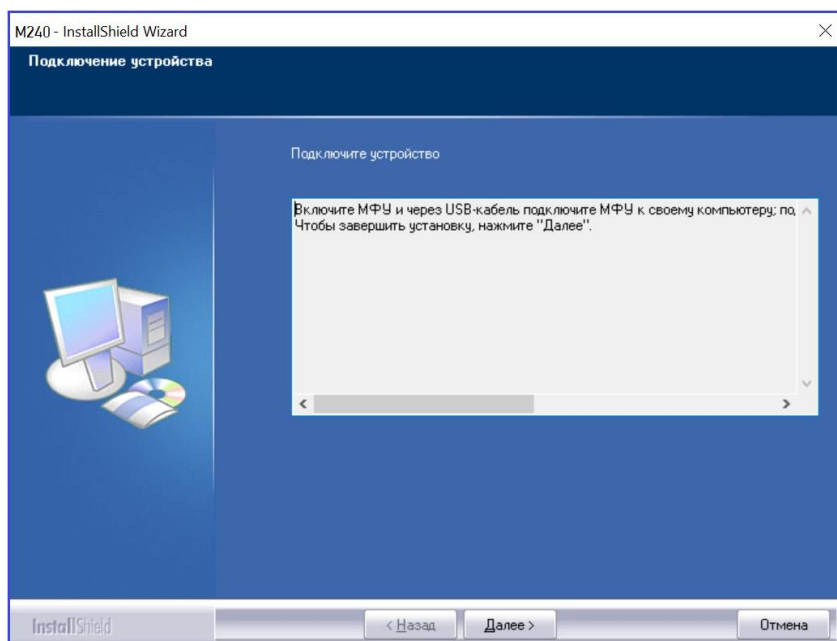 M240 - InstallShield Wizard
Подключение устройства
Подключите устройство
Включите МФУ и через USB-кабель подключите МФУ к своему компьютеру;
Чтобы завершить установку, нажмите "Далее".
InstallShield
< Назад
Далее >
Отмена